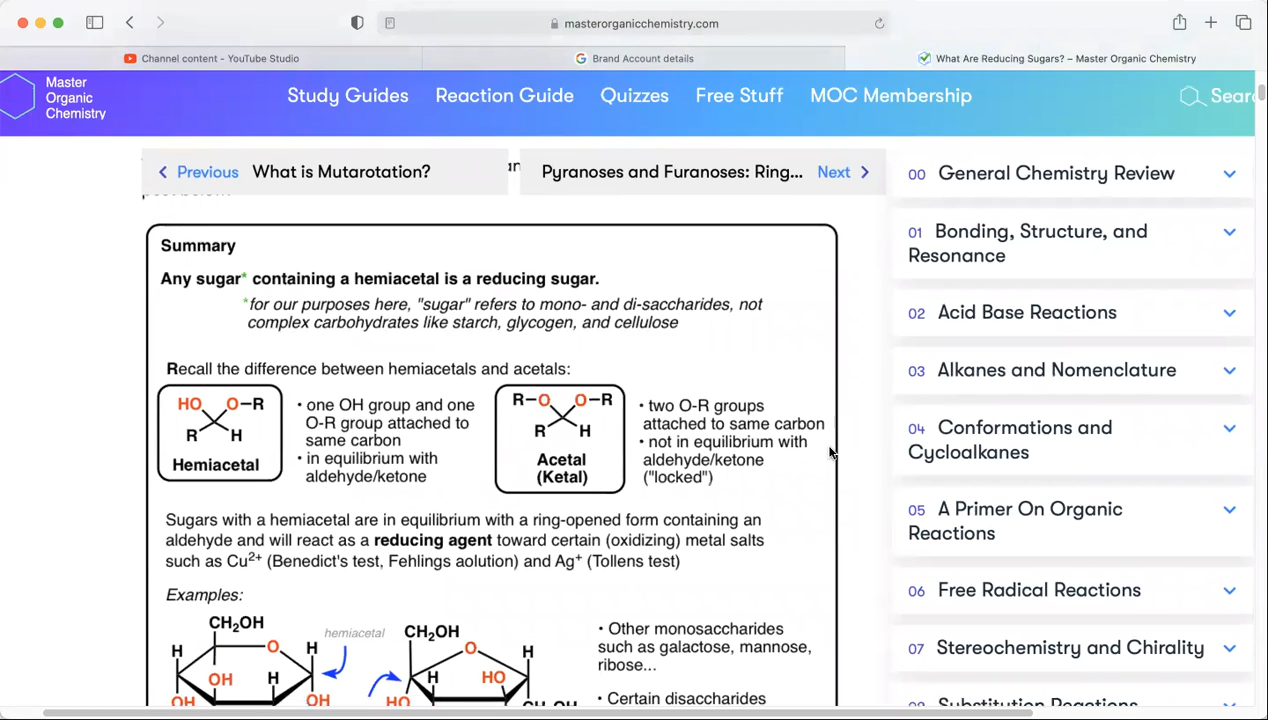 masterorganicchemistry.com
Channel content - YouTube Studio
Brand Account details
What Are Reducing Sugars? – Master Organic Chemistry
Master
Organic
Chemistry
Study Guides
Reaction Guide
Quizzes
Free Stuff
MOC Membership
Previous What is Mutarotation?
Pyranoses and Furanoses: Ring... Next
Summary
Any sugar* containing a hemiacetal is a reducing sugar.
*for our purposes here, "sugar" refers to mono- and di-saccharides, not
complex carbohydrates like starch, glycogen, and cellulose
Recall the difference between hemiacetals and acetals:
HO O–R
R H
Hemiacetal
• one OH group and one
O-R group attached to
same carbon
• in equilibrium with
aldehyde/ketone
R–O O–R
R H
Acetal
(Ketal)
• two O-R groups
attached to same carbon
• not in equilibrium with
aldehyde/ketone
("locked")
Sugars with a hemiacetal are in equilibrium with a ring-opened form containing an
aldehyde and will react as a reducing agent toward certain (oxidizing) metal salts
such as Cu2+ (Benedict's test, Fehlings aolution) and Ag+ (Tollens test)
Examples:
CH2OH
H O H
OH H
OH OH
hemiacetal
CH2OH
O H
H HO
HO
• Other monosaccharides
such as galactose, mannose,
ribose...
• Certain disaccharides
00 General Chemistry Review
01 Bonding, Structure, and
Resonance
02 Acid Base Reactions
03 Alkanes and Nomenclature
04 Conformations and
Cycloalkanes
05 A Primer On Organic
Reactions
06 Free Radical Reactions
07 Stereochemistry and Chirality